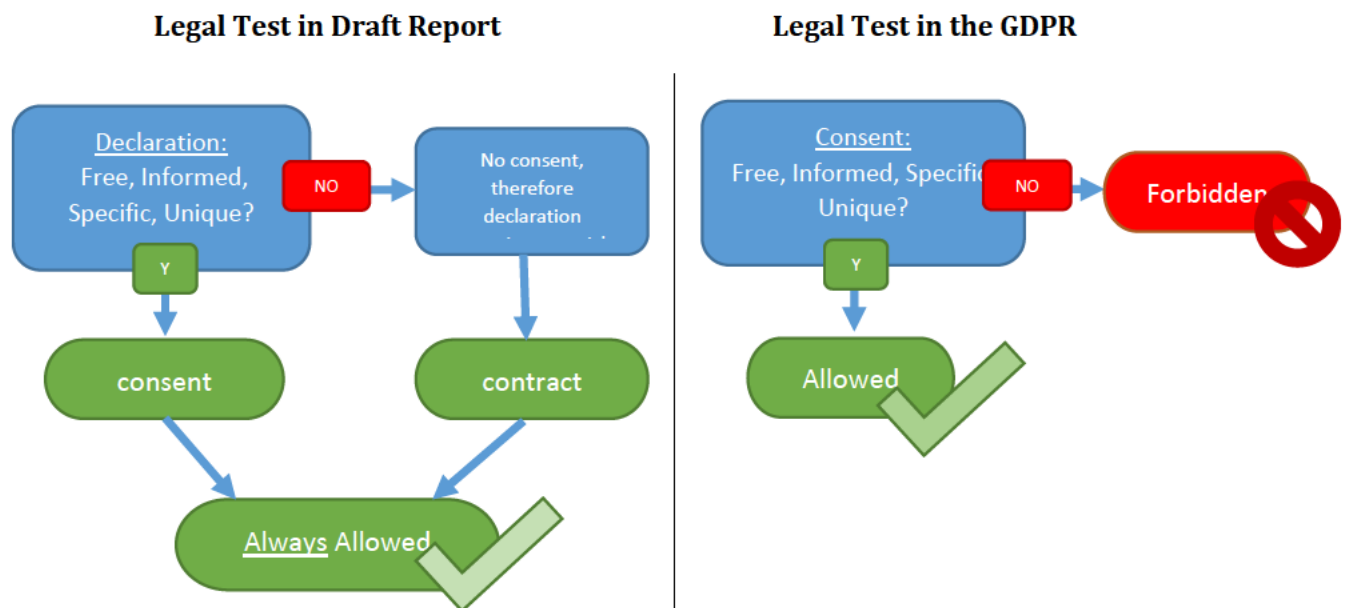 Legal Test in Draft Report
Declaration:
Free, Informed,
Specific, Unique?
NO
No consent,
therefore
declaration
Y
consent
contract
Always Allowed
Legal Test in the GDPR
Consent:
Free, Informed, Specific
Unique?
NO
Forbidden
Y
Allowed